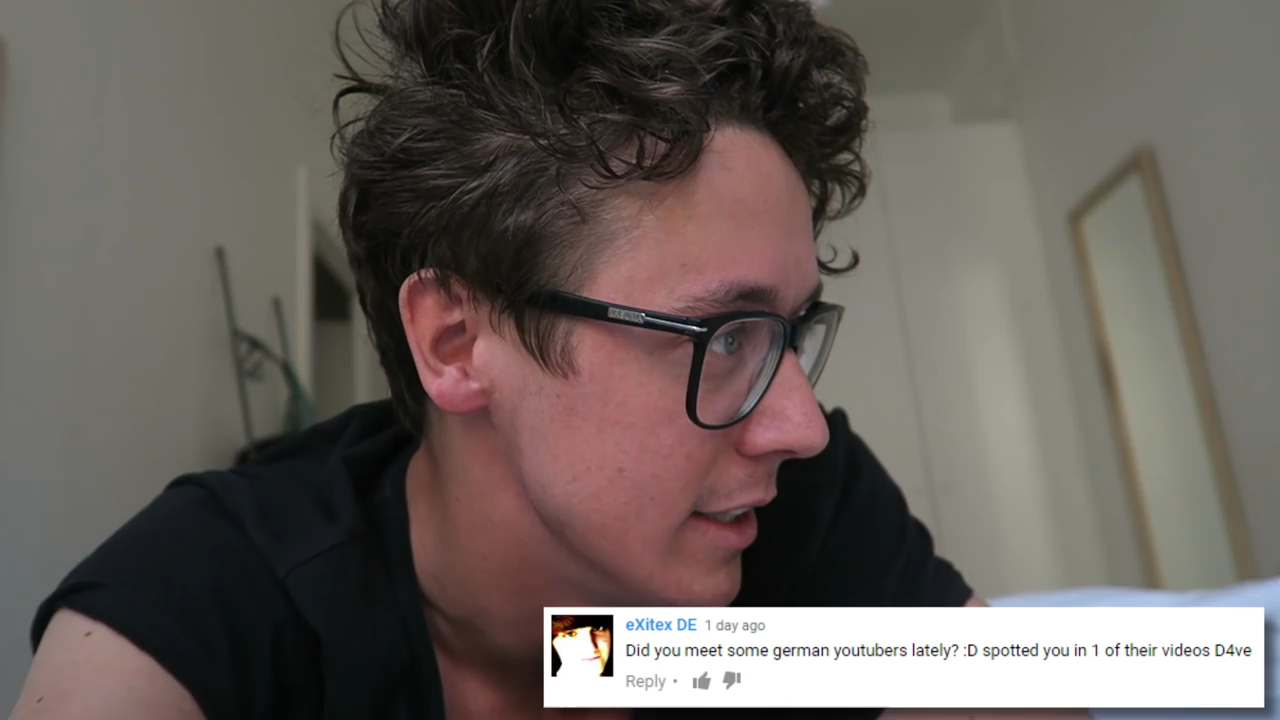 eXitex DE 1 day ago
Did you meet some german youtubers lately? :D spotted you in 1 of their videos D4ve
Reply •